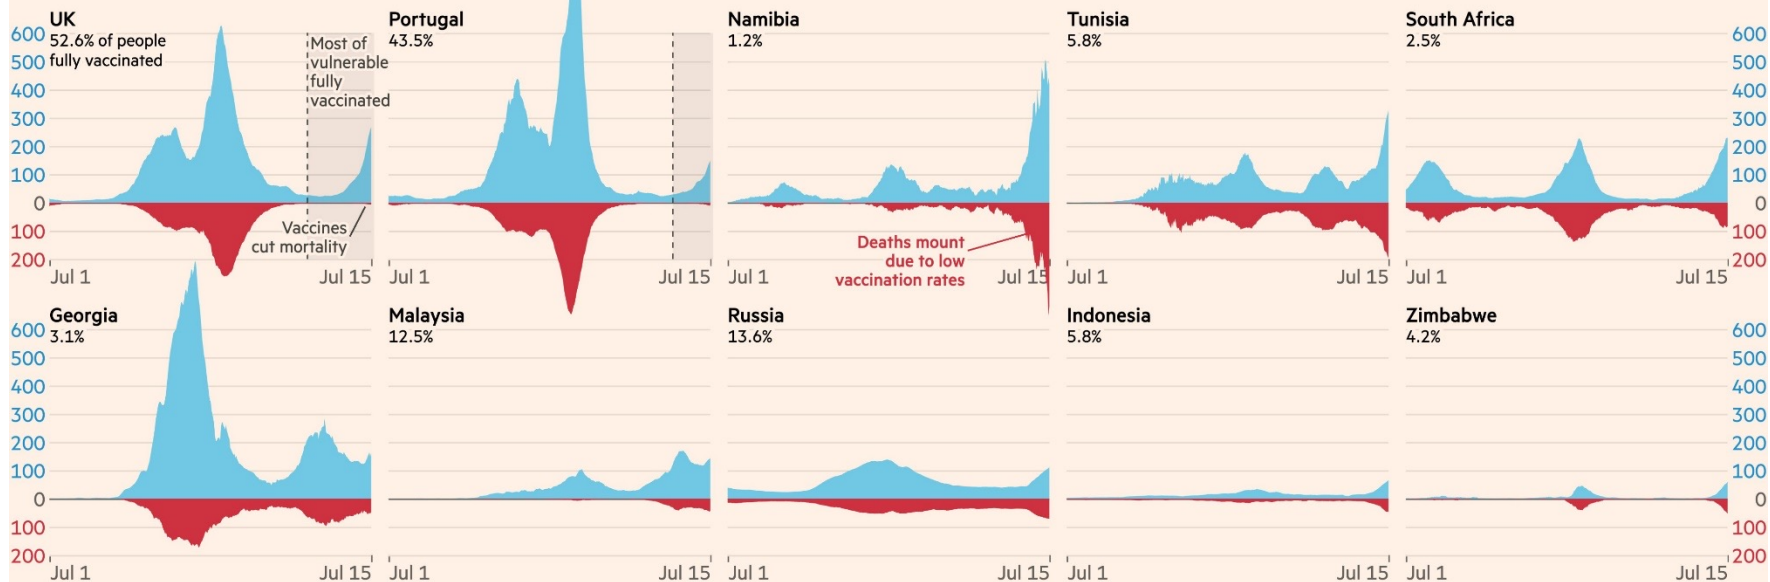 UK
52.6% of people
fully vaccinated
Most of
vulnerable
fully
vaccinated
Vaccines
cut mortality
600
500
400
300
200
100
0
100
200
Jul 1
Jul 15
Portugal
43.5%
Jul 1
Jul 15
Namibia
1.2%
Deaths mount
due to low
vaccination rates
Jul 1
Jul 15
Tunisia
5.8%
Jul 1
Jul 15
South Africa
2.5%
Jul 1
Jul 15
600
500
400
300
200
100
0
100
200
Georgia
3.1%
600
500
400
300
200
100
0
100
200
Jul 1
Jul 15
Malaysia
12.5%
Jul 1
Jul 15
Russia
13.6%
Jul 1
Jul 15
Indonesia
5.8%
Jul 1
Jul 15
Zimbabwe
4.2%
Jul 1
Jul 15
600
500
400
300
200
100
0
100
200